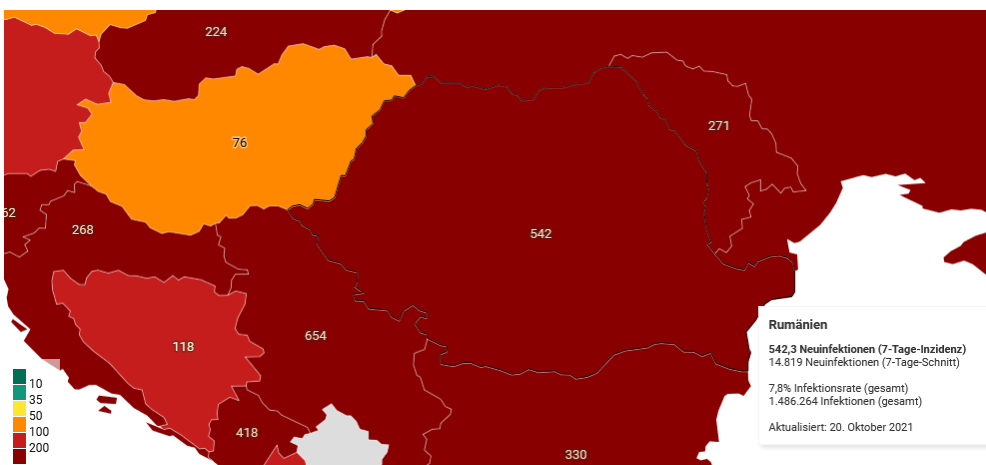 224
271
76
62
268
542
654
118
418
330
10
35
50
100
200
Rumänien
542,3 Neuinfektionen (7-Tage-Inzidenz)
14.819 Neuinfektionen (7-Tage-Schnitt)
7,8% Infektionsrate (gesamt)
1.486.264 Infektionen (gesamt)
Aktualisiert: 20. Oktober 2021